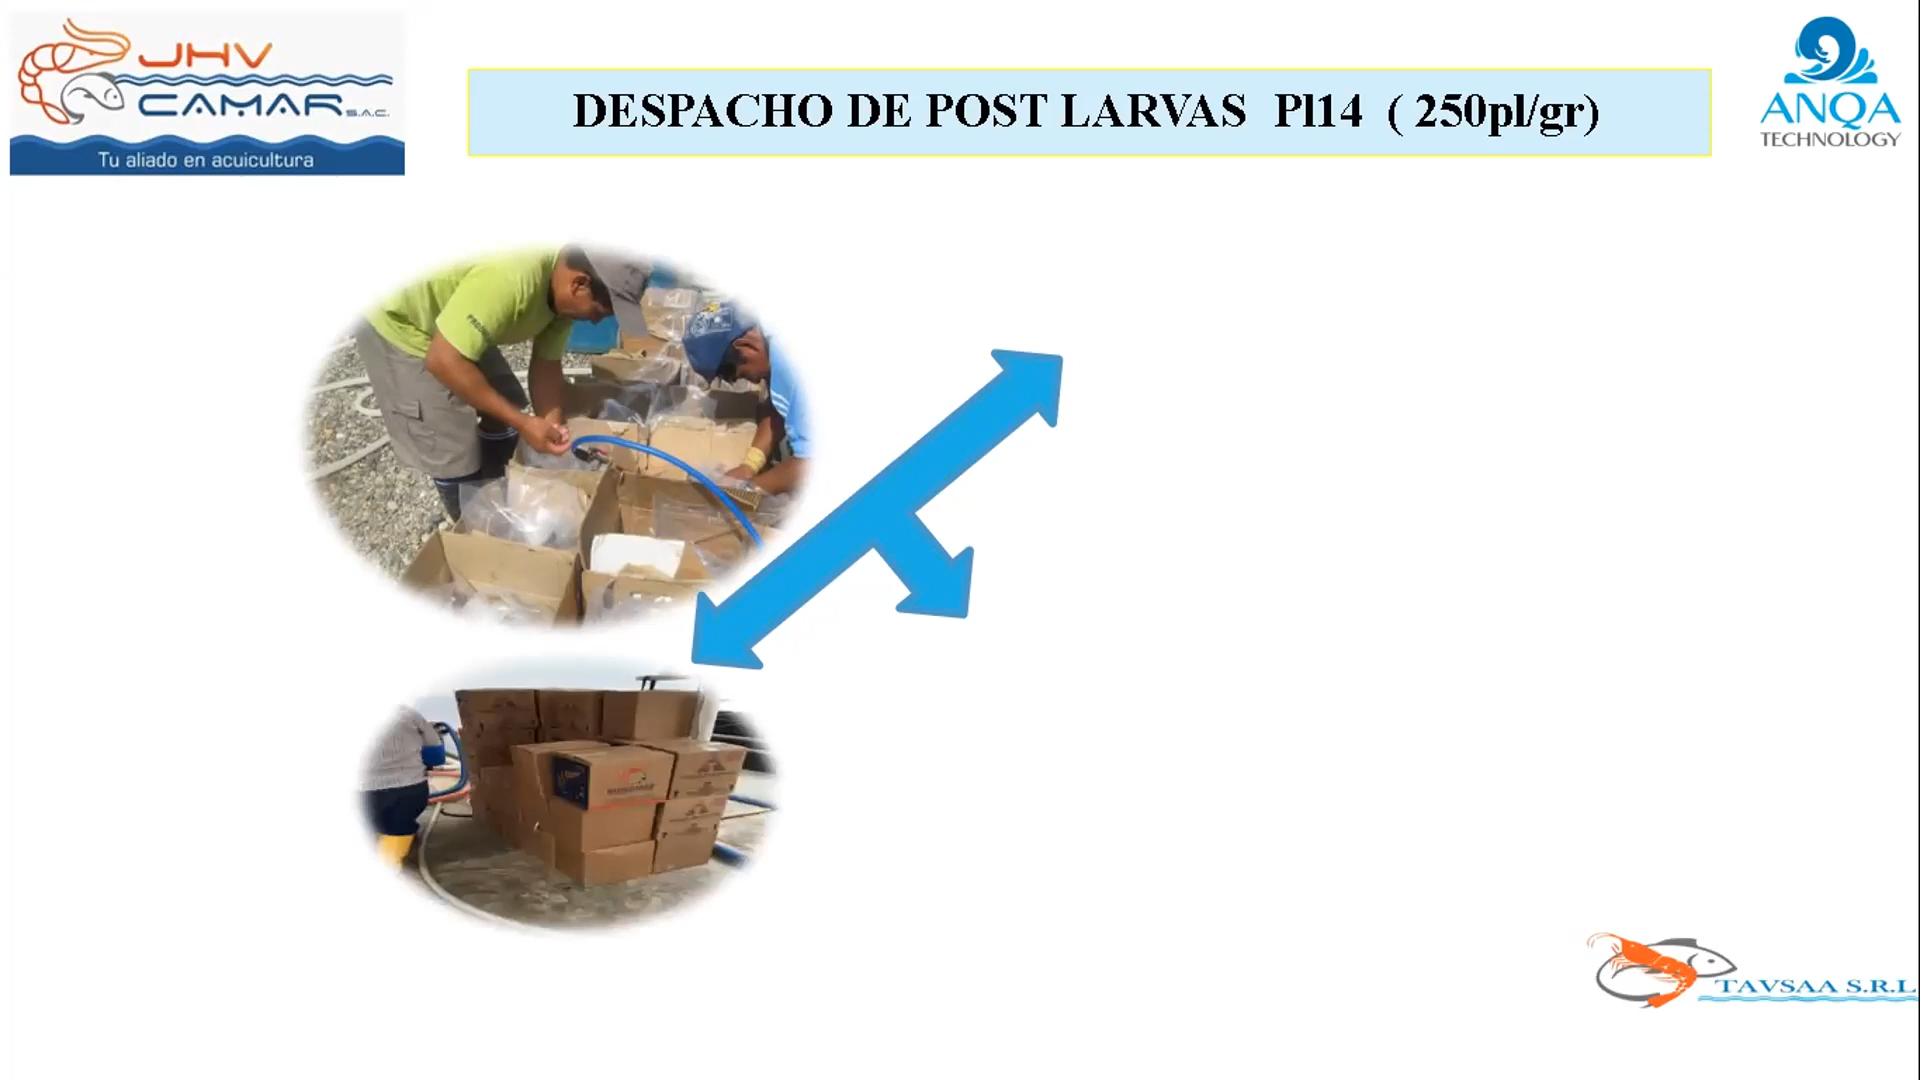 JHV
CAMAR S.A.C.
Tu aliado en acuicultura
DESPACHO DE POST LARVAS Pl14 ( 250pl/gr)
ANQA
TECHNOLOGY
TAVSAA S.R.L